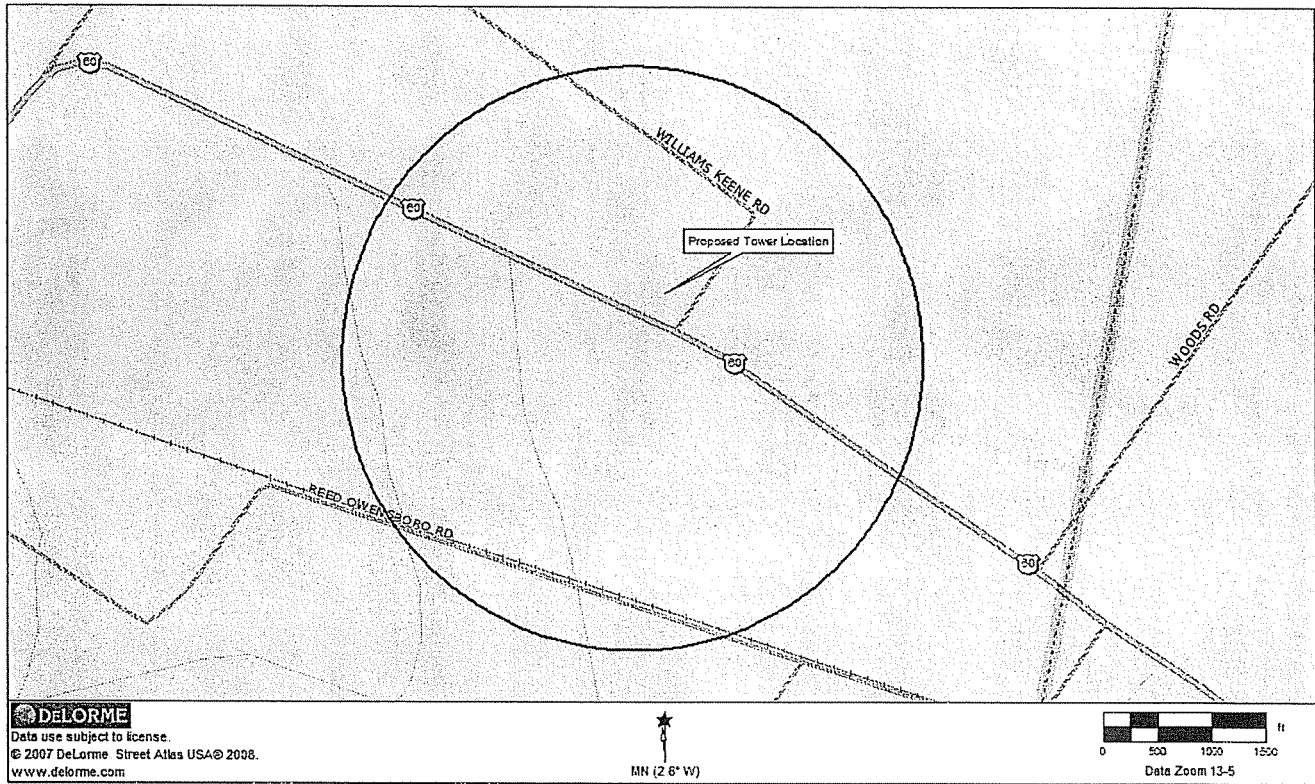 60
60
WILLIAMS KEENE RD
Proposed Tower Location
WOODS RD
60
REED OWENSBORO RD
60
DELORME
Data use subject to license.
© 2007 DeLorme. Street Atlas USA® 2008.
www.delorme.com
MN (2.6° W)
ft
0 500 1000 1500
Data Zoom 13-5